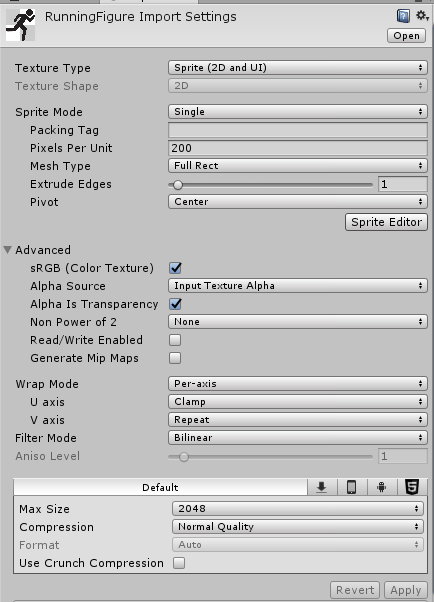 RunningFigure Import Settings
Open
Texture Type Sprite (2D and UI)
Texture Shape 2D
Sprite Mode Single
Packing Tag
Pixels Per Unit 200
Mesh Type Full Rect
Extrude Edges 1
Pivot Center
Sprite Editor
Advanced
sRGB (Color Texture)
Alpha Source Input Texture Alpha
Alpha Is Transparency
Non Power of 2 None
Read/Write Enabled
Generate Mip Maps
Wrap Mode Per-axis
U axis Clamp
V axis Repeat
Filter Mode Bilinear
Aniso Level 1
Default
Max Size 2048
Compression Normal Quality
Format Auto
Use Crunch Compression
Revert Apply